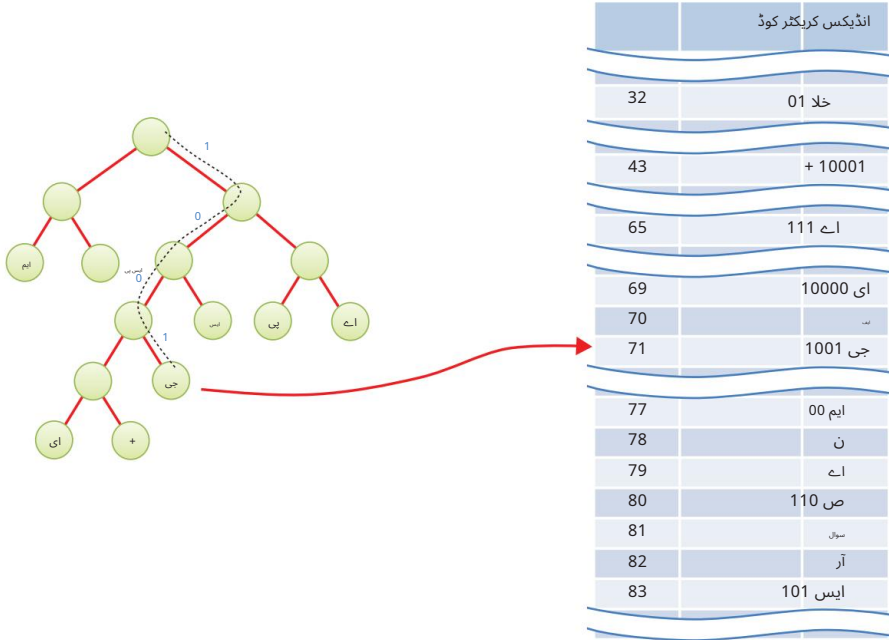 انڈیکس کریکٹر کوڈ
32 خلا 01
43 + 10001
65 اے 111
69 ای 10000
70
71 جی 1001
77 ایم 00
78 ن
79 اے
80 ص 110
81 سوال
82 آر
83 ایس 101
1
0
ایم
ایس پی
0
ایس
پی
اے
1
جی
ای
+